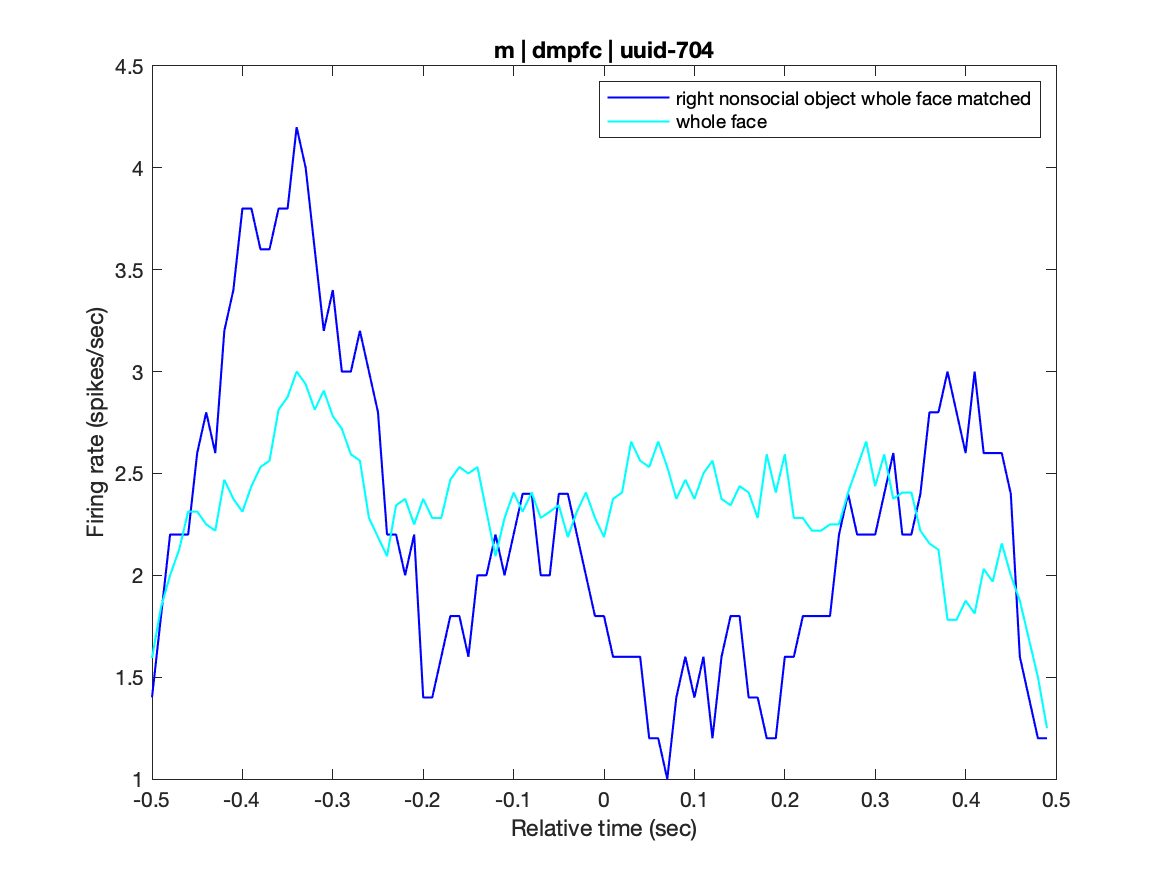 m | dmpfc | uuid-704
4.5
right nonsocial object whole face matched
whole face
4
3.5
3
2.5
2
1.5
1
Firing rate (spikes/sec)
-0.5 -0.4 -0.3 -0.2 -0.1 0 0.1 0.2 0.3 0.4 0.5
Relative time (sec)